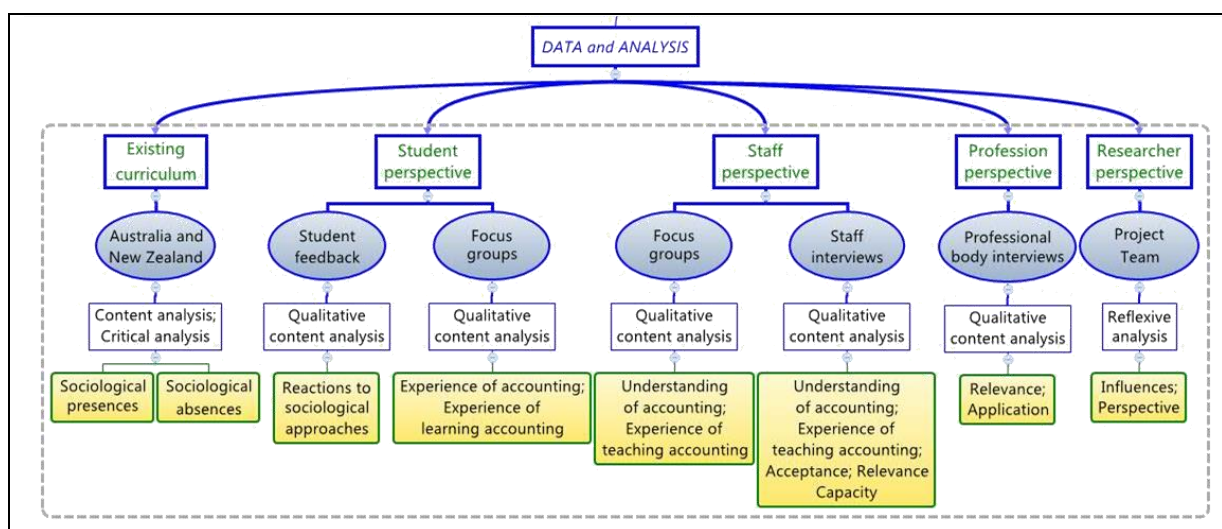 DATA and ANALYSIS
Existing
curriculum
Student
perspective
Staff
perspective
Profession
perspective
Researcher
perspective
Australia and
New Zealand
Student
feedback
Focus
groups
Focus
groups
Staff
interviews
Professional
body interviews
Project
Team
Content analysis;
Critical analysis
Qualitative
content analysis
Qualitative
content analysis
Qualitative
content analysis
Qualitative
content analysis
Qualitative
content analysis
Reflexive
analysis
Sociological
presences
Sociological
absences
Reactions to
sociological
approaches
Experience of accounting;
Experience of
learning accounting
Understanding
of accounting;
Experience of
teaching accounting
Understanding
of accounting;
Experience of
teaching accounting;
Acceptance; Relevance
Capacity
Relevance;
Application
Influences;
Perspective